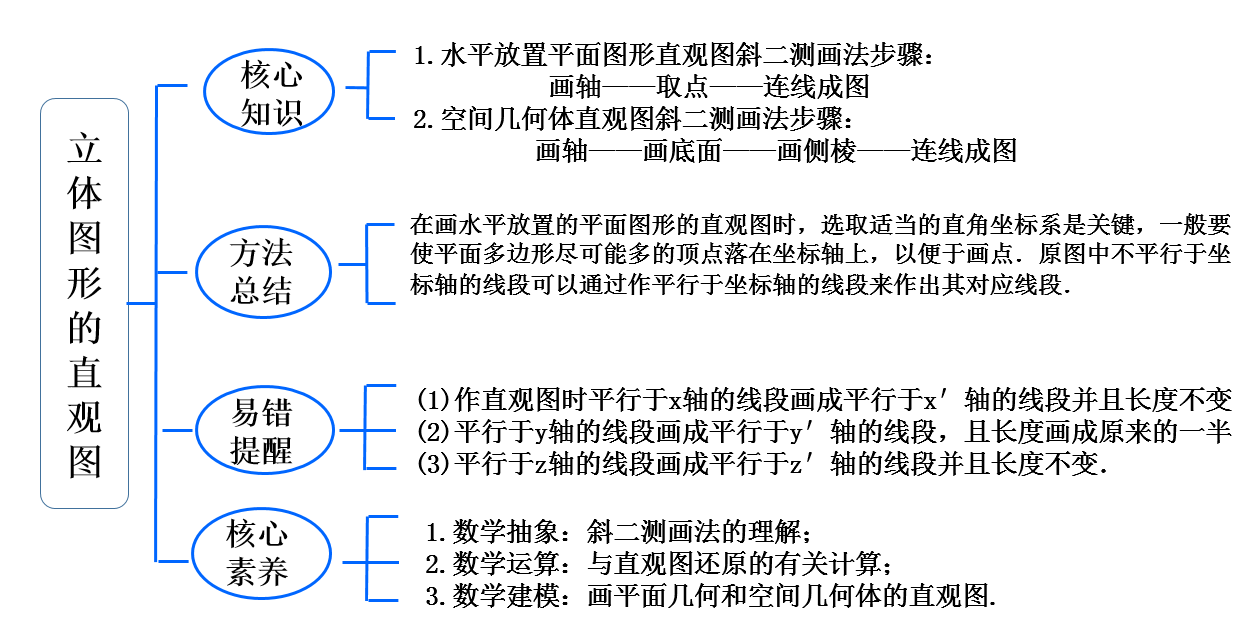 立体图形的直观图
核心
知识
1.水平放置平面图形直观图斜二测画法步骤：
画轴——取点——连线成图
2.空间几何体直观图斜二测画法步骤：
画轴——画底面——画侧棱——连线成图
方法
总结
在画水平放置的平面图形的直观图时，选取适当的直角坐标系是关键，一般要
使平面多边形尽可能多的顶点落在坐标轴上，以便于画点．原图中不平行于坐
标轴的线段可以通过作平行于坐标轴的线段来作出其对应线段．
易错
提醒
(1)作直观图时平行于x轴的线段画成平行于x′轴的线段并且长度不变
(2)平行于y轴的线段画成平行于y′轴的线段，且长度画成原来的一半
(3)平行于z轴的线段画成平行于z′轴的线段并且长度不变．
核心
素养
1.数学抽象：斜二测画法的理解；
2.数学运算：与直观图还原的有关计算；
3.数学建模：画平面几何和空间几何体的直观图.